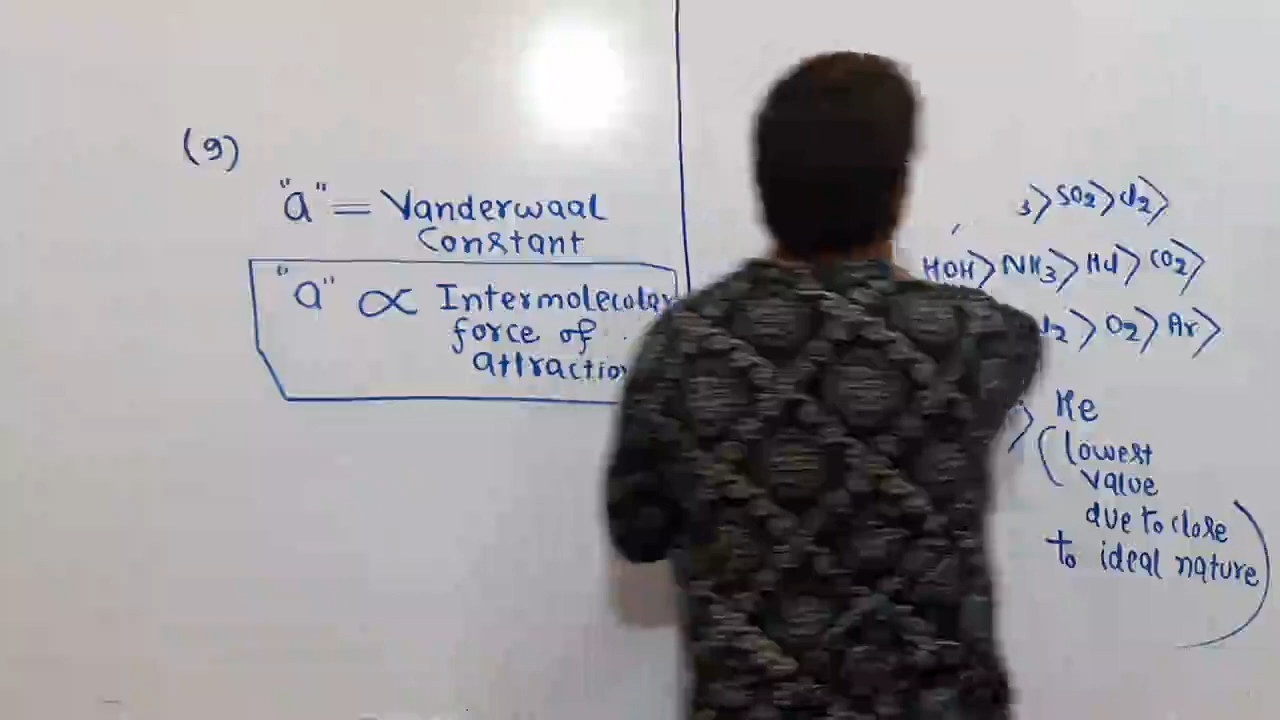 (9)
"a" = Vanderwaal
Constant
"a" ∝ Intermolecular
force of
attraction
3 > SO2 > Cl2 >
HOH > NH3 > HCl > CO2 >
> O2 > Ar >
> He
(lowest
value
due to close
to ideal nature)